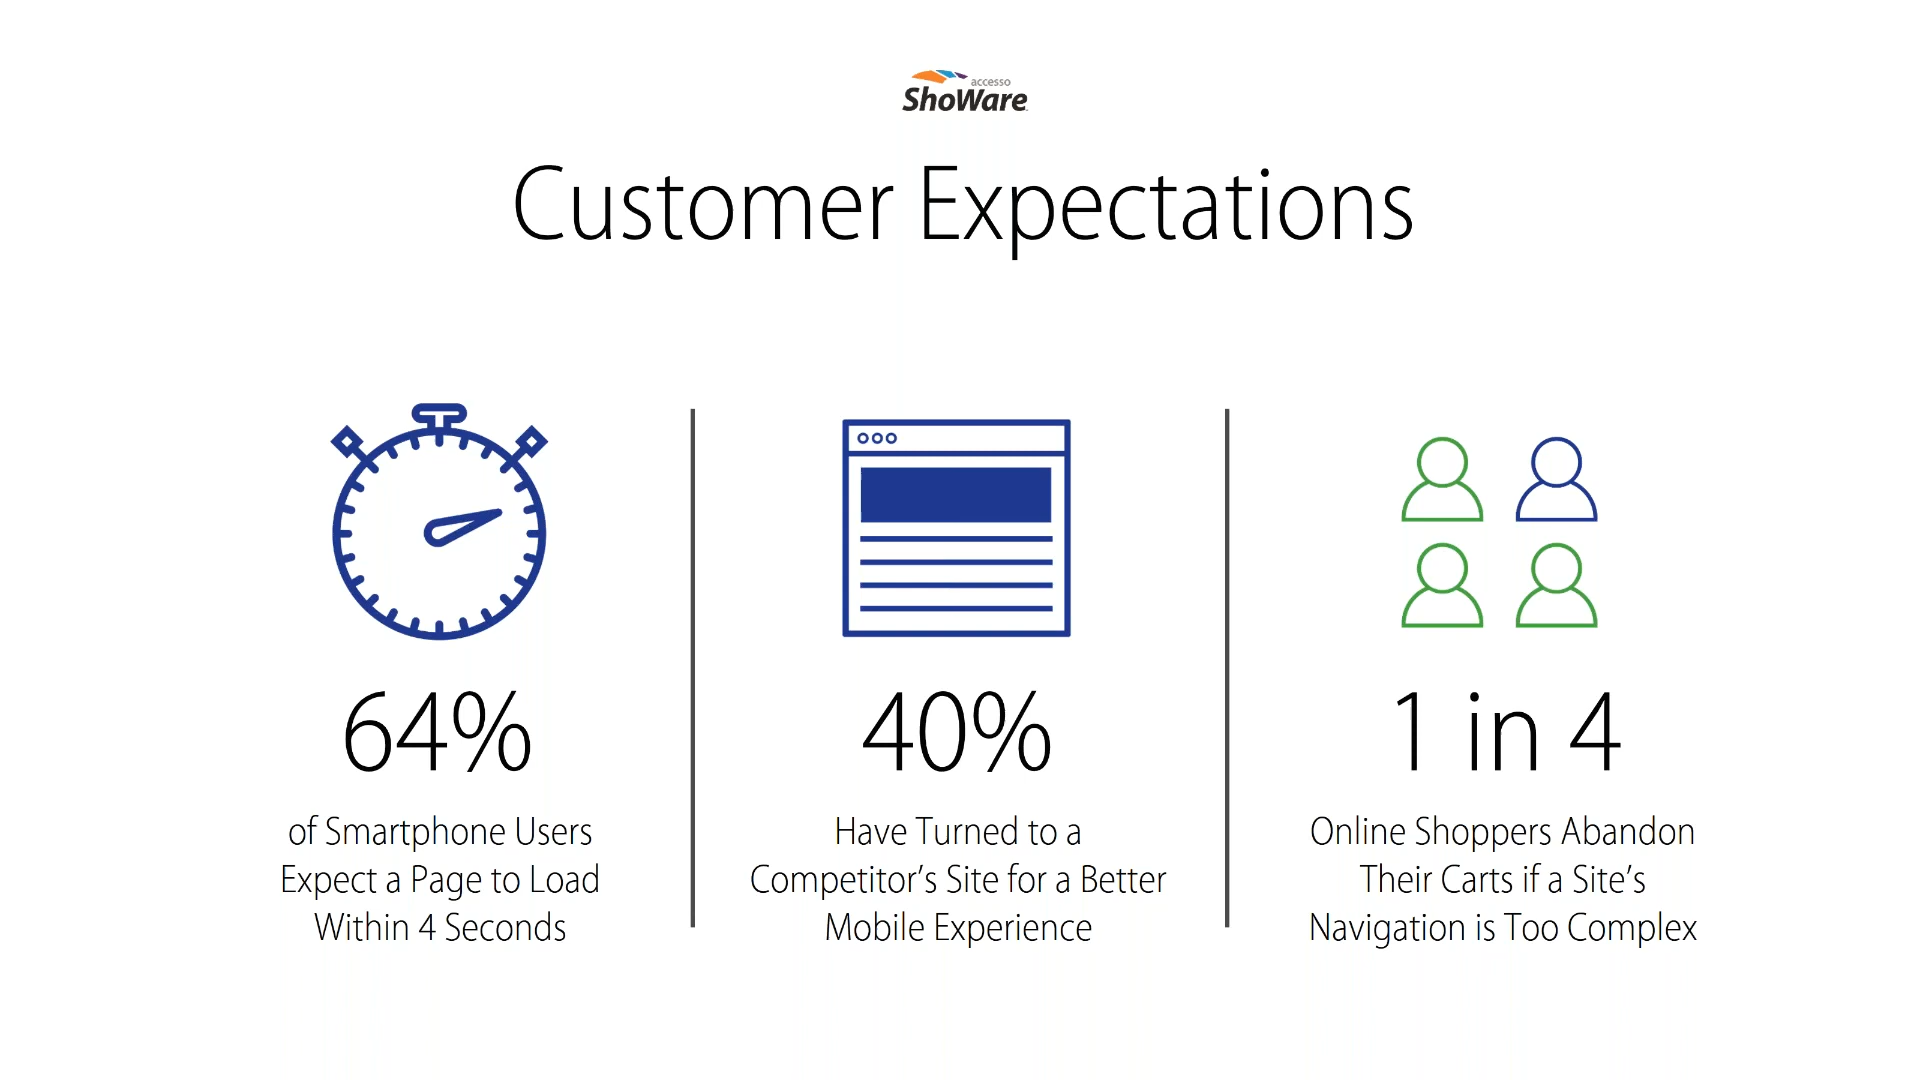 accesso
ShoWare
Customer Expectations
64%
of Smartphone Users
Expect a Page to Load
Within 4 Seconds
40%
Have Turned to a
Competitor’s Site for a Better
Mobile Experience
1 in 4
Online Shoppers Abandon
Their Carts if a Site’s
Navigation is Too Complex